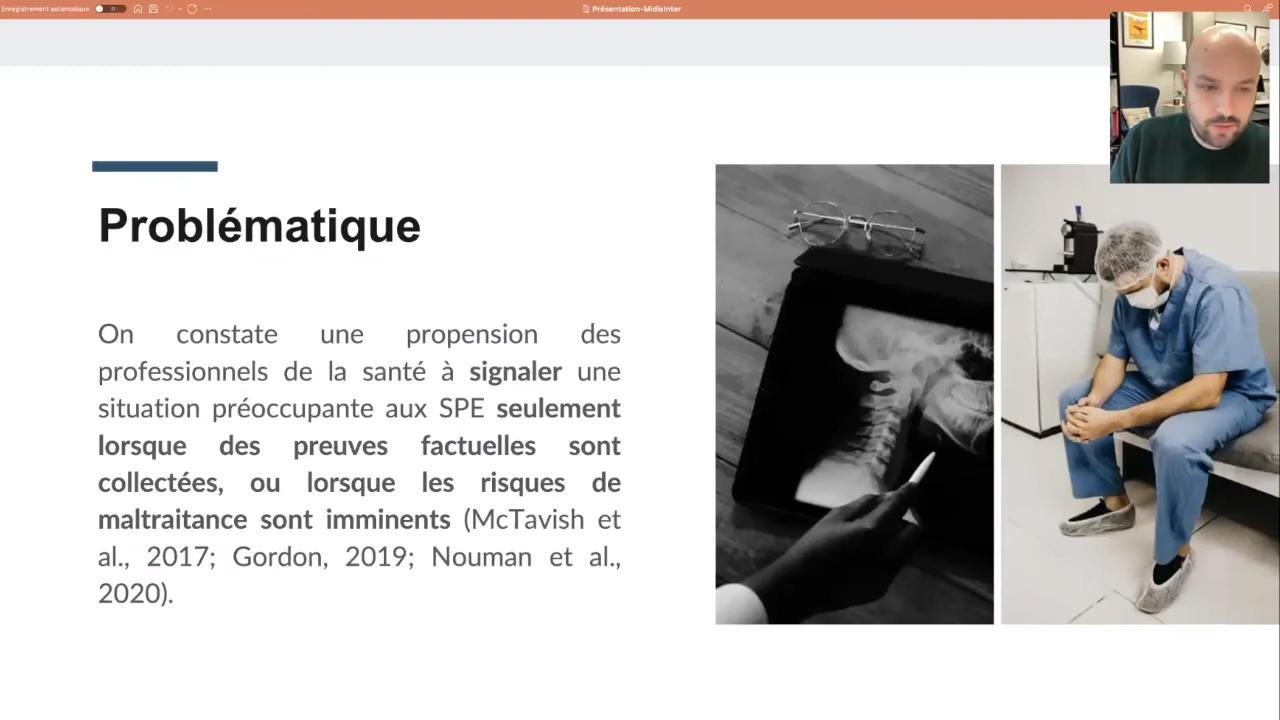 Enregistrement automatique
Présentation-MidisInter
Problématique
On constate une propension des
professionnels de la santé à signaler une
situation préoccupante aux SPE seulement
lorsque des preuves factuelles sont
collectées, ou lorsque les risques de
maltraitance sont imminents (McTavish et
al., 2017; Gordon, 2019; Nouman et al.,
2020).